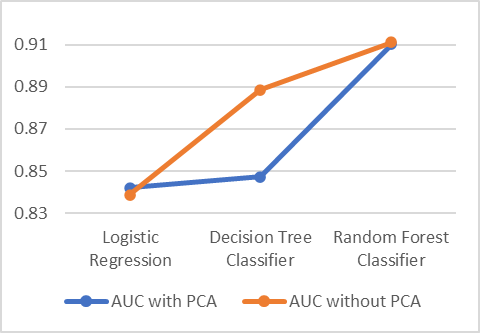 0.91
0.89
0.87
0.85
0.83
Logistic
Regression
Decision Tree
Classifier
Random Forest
Classifier
AUC with PCA
AUC without PCA